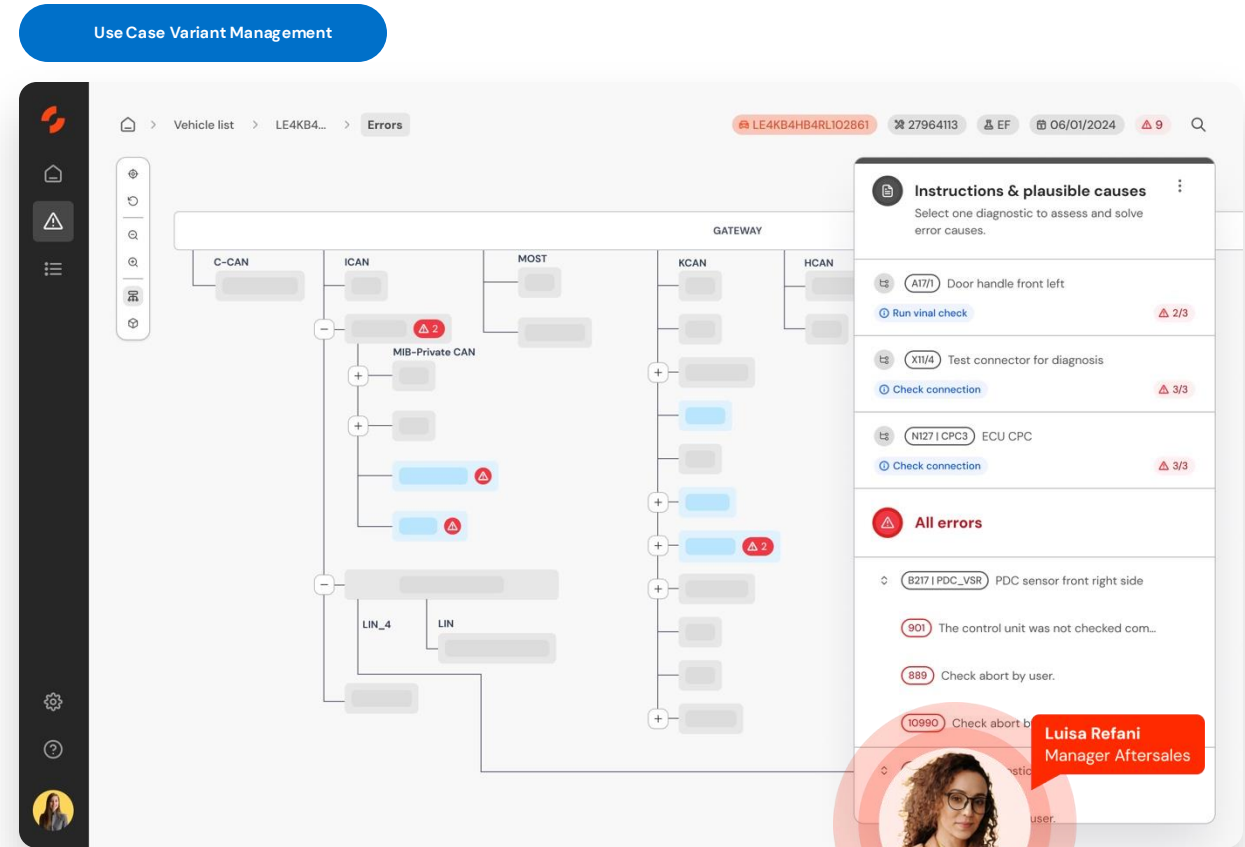 Use Case Variant Management
Vehicle list
LE4KB4...
Errors
LE4KB4HB4RL102861
27964113
EF
06/01/2024
9
Instructions & plausible causes
Select one diagnostic to assess and solve
error causes.
GATEWAY
C-CAN
ICAN
MOST
KCAN
HCAN
A17/1 Door handle front left
Run vinal check
2/3
2
MIB-Private CAN
X11/4 Test connector for diagnosis
Check connection
3/3
N127 | CPC3 ECU CPC
Check connection
3/3
All errors
2
B217 | PDC_VSR PDC sensor front right side
LIN_4
LIN
901 The control unit was not checked com...
889 Check abort by user.
10990 Check abort
Luisa Refani
Manager Aftersales
user.